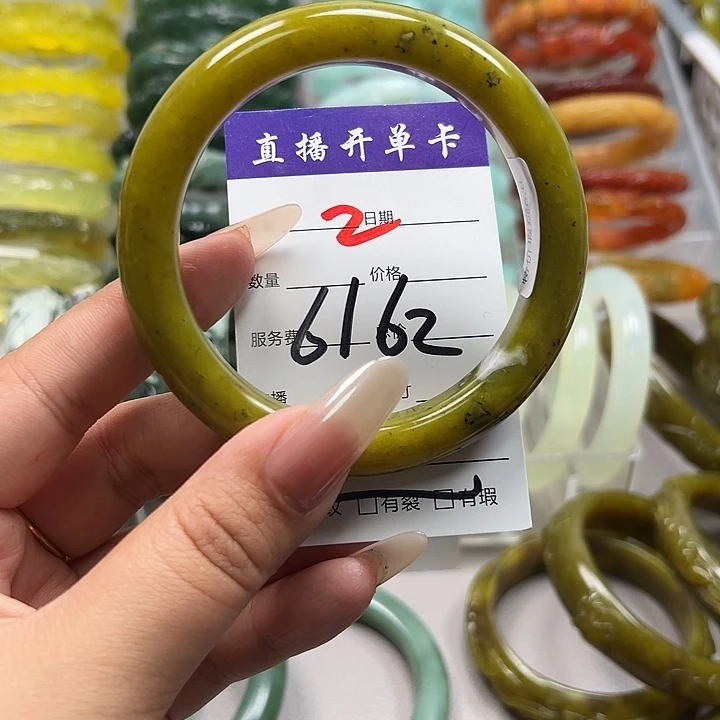 直播开单卡
2 日期
数量 价格
服务费
6162
播
有裂 有瑕